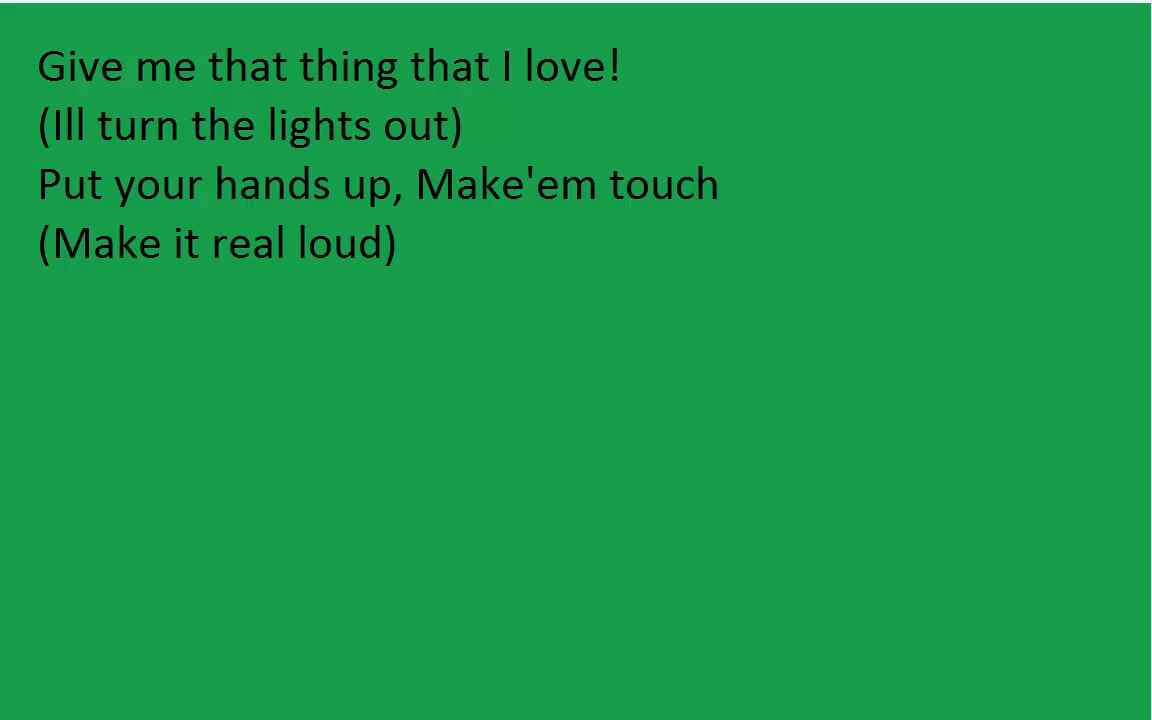 Give me that thing that I love!
(Ill turn the lights out)
Put your hands up, Make'em touch
(Make it real loud)